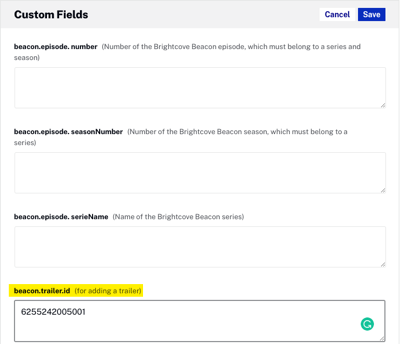 Custom Fields Cancel Save
beacon.episode. number (Number of the Brightcove Beacon episode, which must belong to a series and
season)
beacon.episode. seasonNumber (Number of the Brightcove Beacon season, which must belong to a
series)
beacon.episode. serieName (Name of the Brightcove Beacon series)
beacon.trailer.id (for adding a trailer)
6255242005001